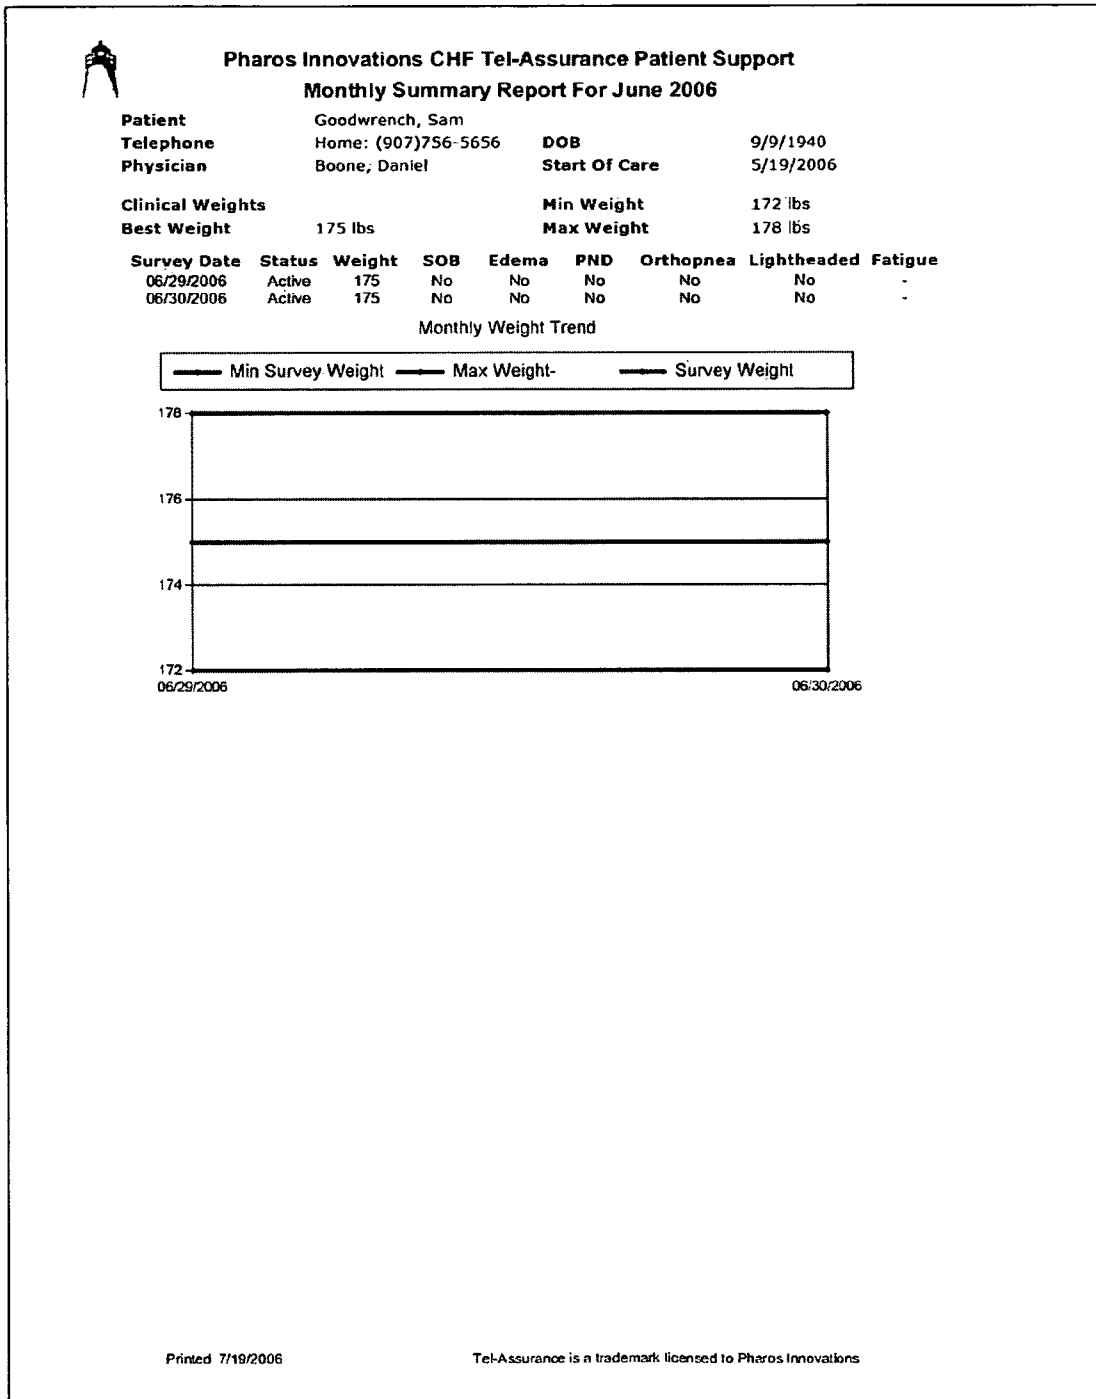 Pharos Innovations CHF Tel-Assurance Patient Support
Monthly Summary Report For June 2006
Patient Goodwrench, Sam
Telephone Home: (907)756-5656 DOB 9/9/1940
Physician Boone, Daniel Start Of Care 5/19/2006
Clinical Weights Min Weight 172 lbs
Best Weight 175 lbs Max Weight 178 lbs
Survey Date Status Weight SOB Edema PND Orthopnea Lightheaded Fatigue
06/29/2006 Active 175 No No No No No -
06/30/2006 Active 175 No No No No No -
Monthly Weight Trend
Min Survey Weight Max Weight- Survey Weight
178
176
174
172
06/29/2006 06/30/2006
Printed 7/19/2006 Tel-Assurance is a trademark licensed to Pharos Innovations